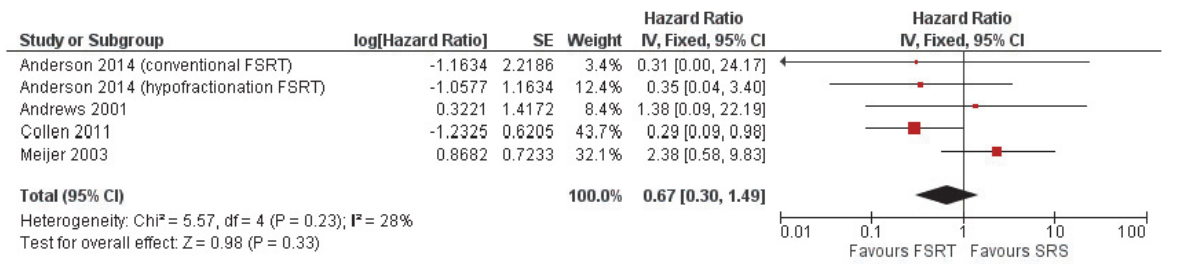 Hazard Ratio Hazard Ratio
Study or Subgroup log[Hazard Ratio] SE Weight IV, Fixed, 95% CI IV, Fixed, 95% CI
Anderson 2014 (conventional FSRT) -1.1634 2.2186 3.4% 0.31 [0.00, 24.17]
Anderson 2014 (hypofractionation FSRT) -1.0577 1.1634 12.4% 0.35 [0.04, 3.40]
Andrews 2001 0.3221 1.4172 8.4% 1.38 [0.09, 22.19]
Collen 2011 -1.2325 0.6205 43.7% 0.29 [0.09, 0.98]
Meijer 2003 0.8682 0.7233 32.1% 2.38 [0.58, 9.83]
Total (95% CI) 100.0% 0.67 [0.30, 1.49]
Heterogeneity: Chi² = 5.57, df = 4 (P = 0.23); I² = 28%
Test for overall effect: Z = 0.98 (P = 0.33)
0.01 0.1 1 10 100
Favours FSRT Favours SRS